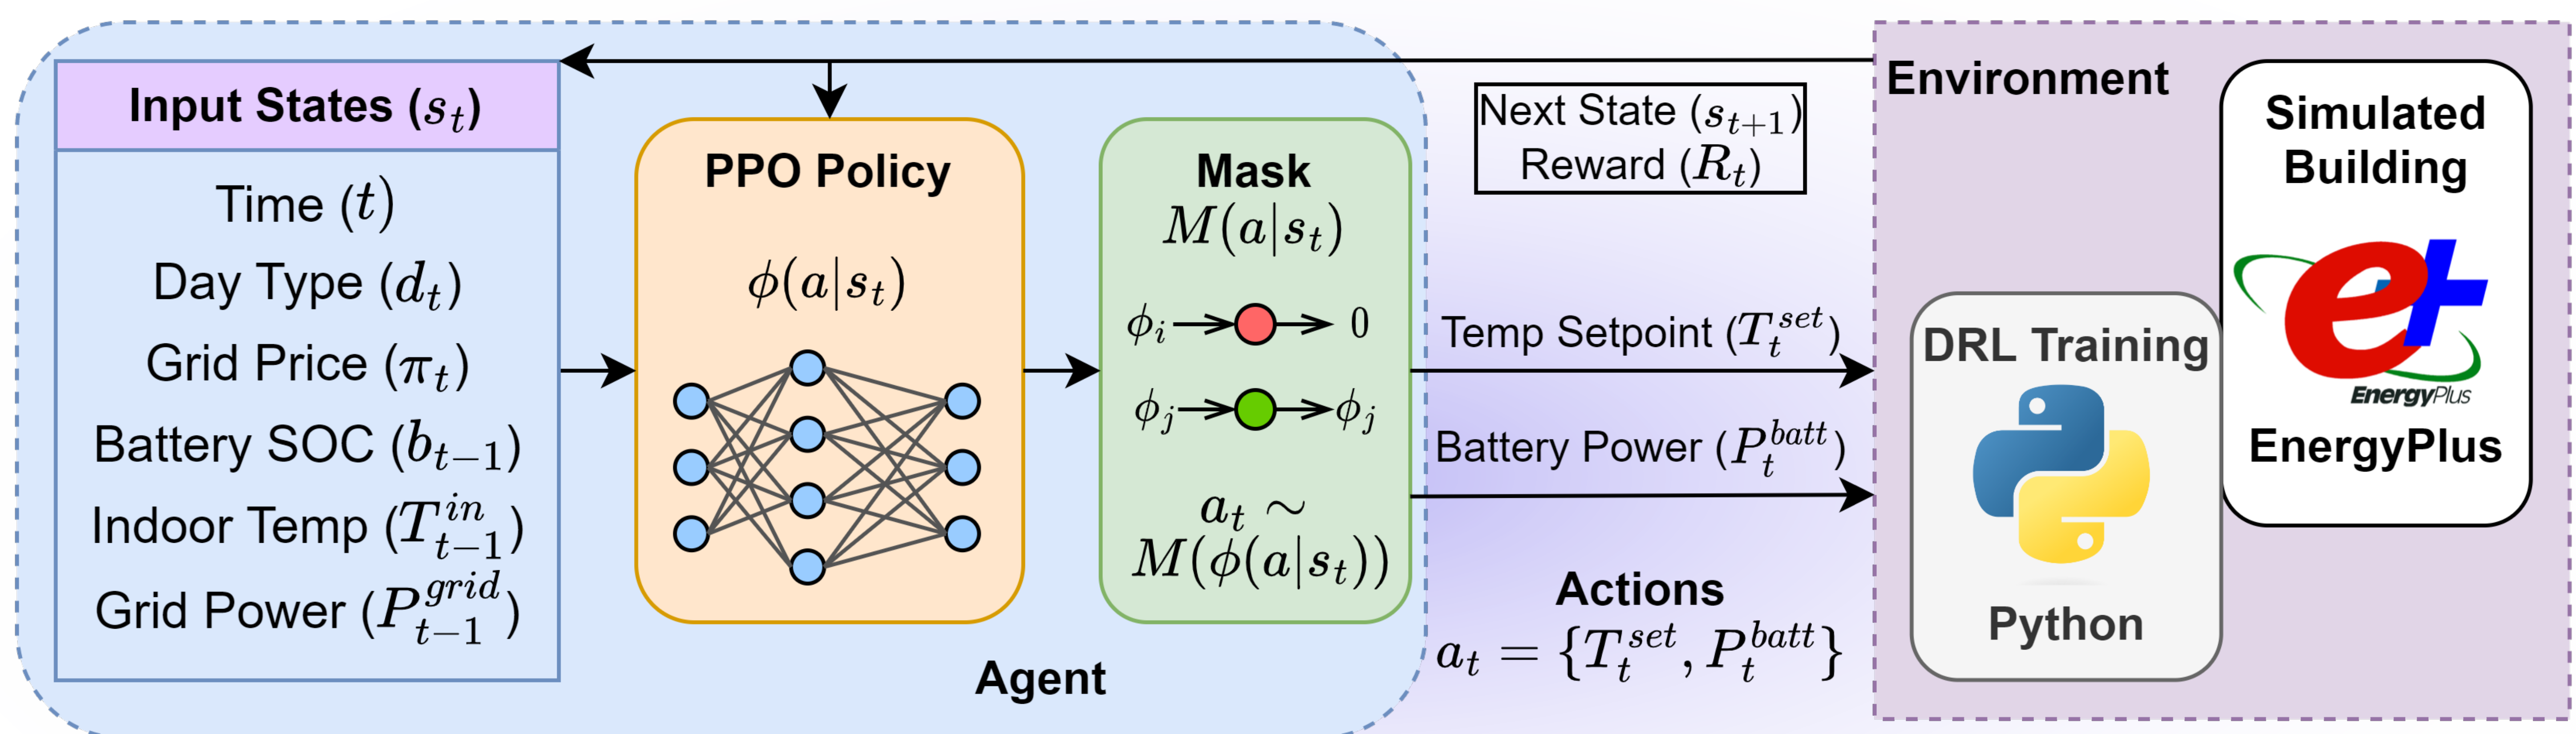 Input States (s_t)
Time (t)
Day Type (d_t)
Grid Price (π_t)
Battery SOC (b_{t−1})
Indoor Temp (T^{in}_{t−1})
Grid Power (P^{grid}_{t−1})
PPO Policy
ϕ(a|s_t)
Mask
M(a|s_t)
ϕ_i 0
ϕ_j ϕ_j
a_t ∼
M(ϕ(a|s_t))
Agent
Next State (s_{t+1})
Reward (R_t)
Temp Setpoint (T^{set}_t)
Battery Power (P^{batt}_t)
Actions
a_t = {T^{set}_t, P^{batt}_t}
Environment
DRL Training
Python
Simulated
Building
e+
EnergyPlus
EnergyPlus